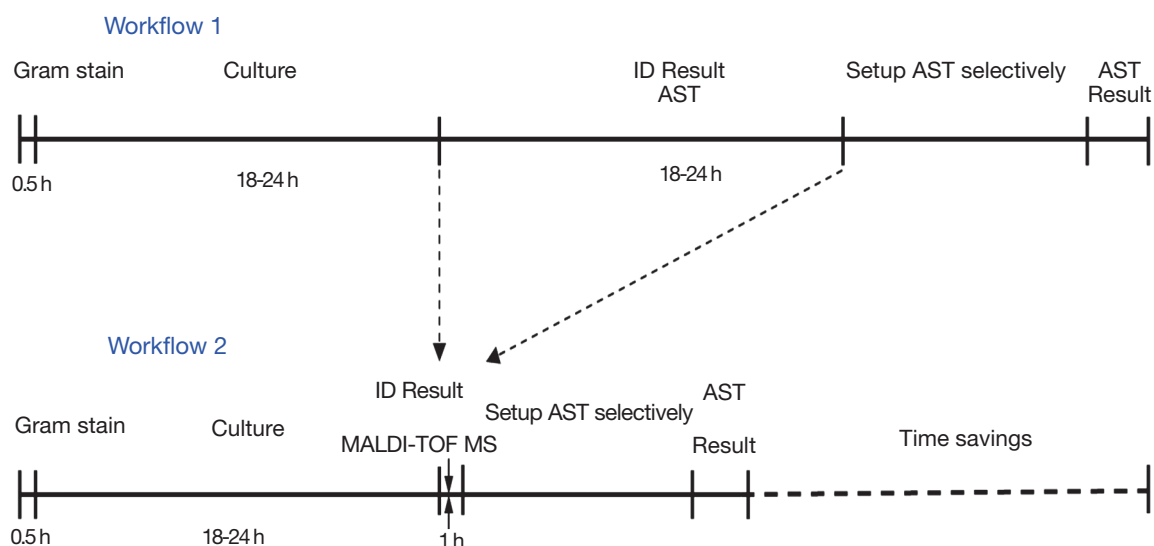 Workflow 1
Gram stain
Culture
ID Result
AST
Setup AST selectively
AST
Result
0.5 h
18-24 h
18-24 h
Workflow 2
ID Result
AST
Gram stain
Culture
Setup AST selectively
MALDI-TOF MS
Result
Time savings
0.5 h
18-24 h
1 h